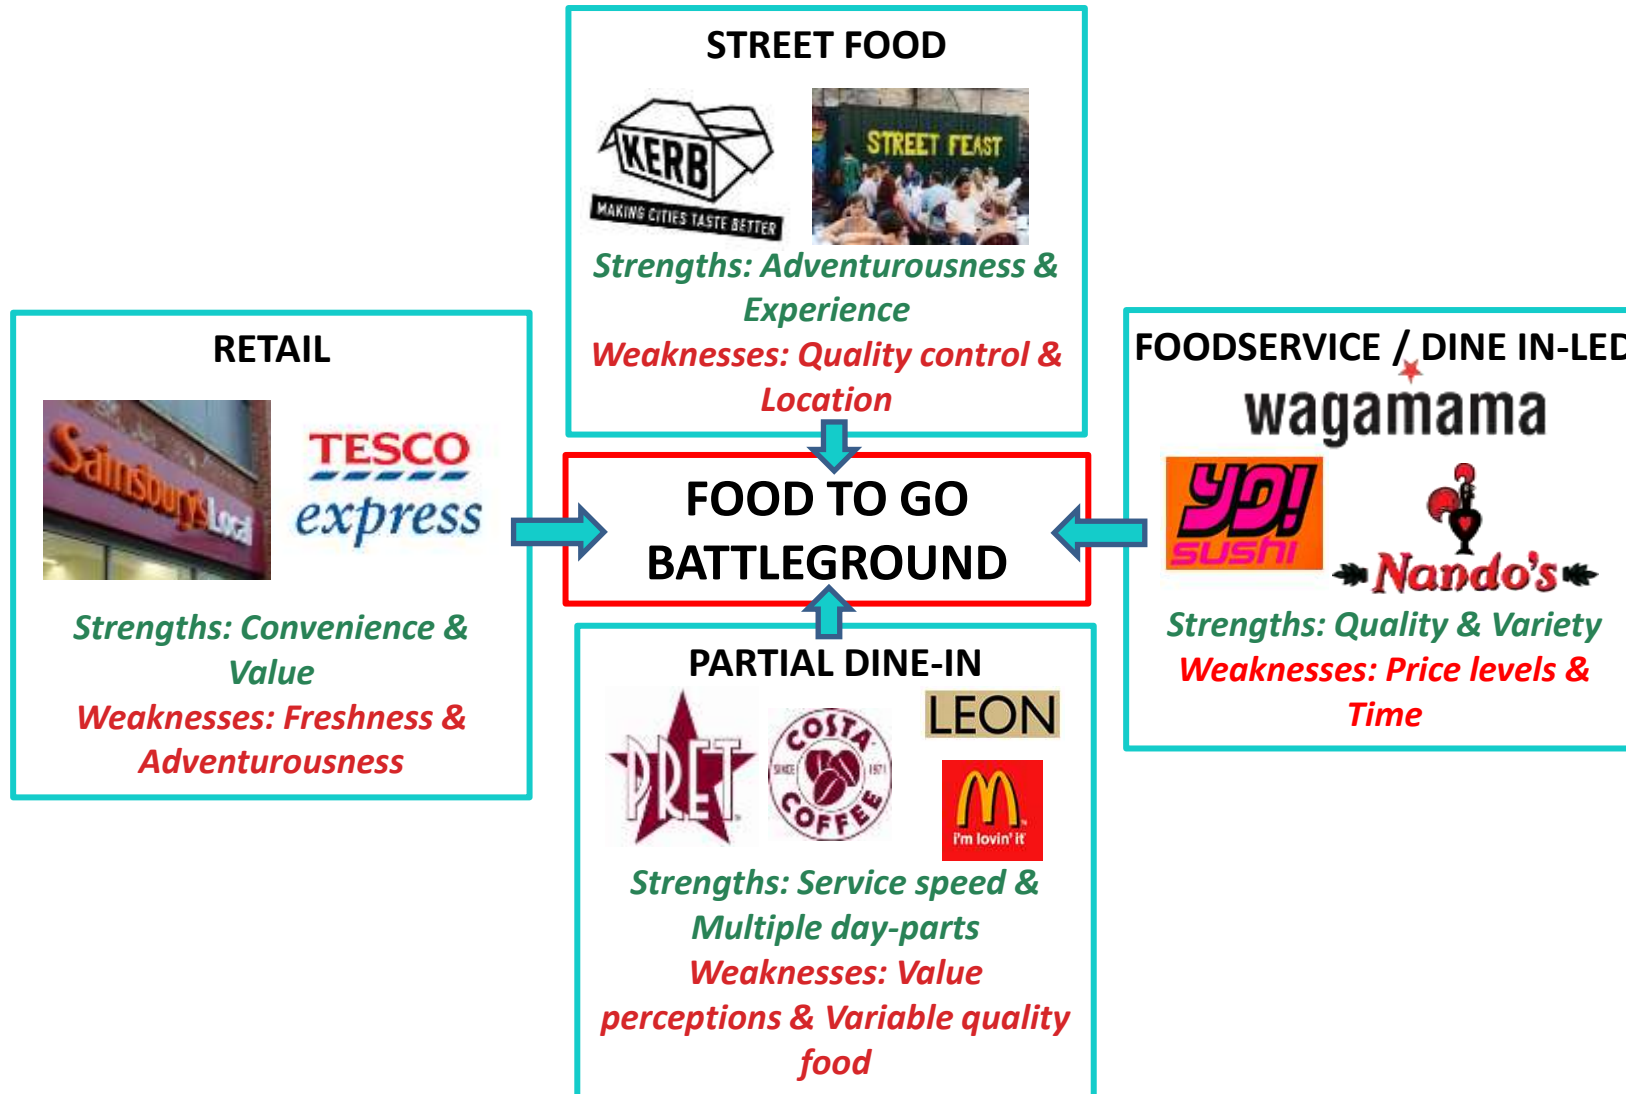 STREET FOOD
KERB
MAKING CITIES TASTE BETTER
STREET FEAST
Strengths: Adventurousness &
Experience
Weaknesses: Quality control &
Location
RETAIL
Sainsbury's Local
TESCO
express
Strengths: Convenience &
Value
Weaknesses: Freshness &
Adventurousness
FOOD TO GO
BATTLEGROUND
FOODSERVICE / DINE IN-LED
wagamama
YO!
SUSHI
Nando's
Strengths: Quality & Variety
Weaknesses: Price levels &
Time
PARTIAL DINE-IN
PRET
COSTA
SINCE 1971
COFFEE
LEON
M
i'm lovin' it
Strengths: Service speed &
Multiple day-parts
Weaknesses: Value
perceptions & Variable quality
food